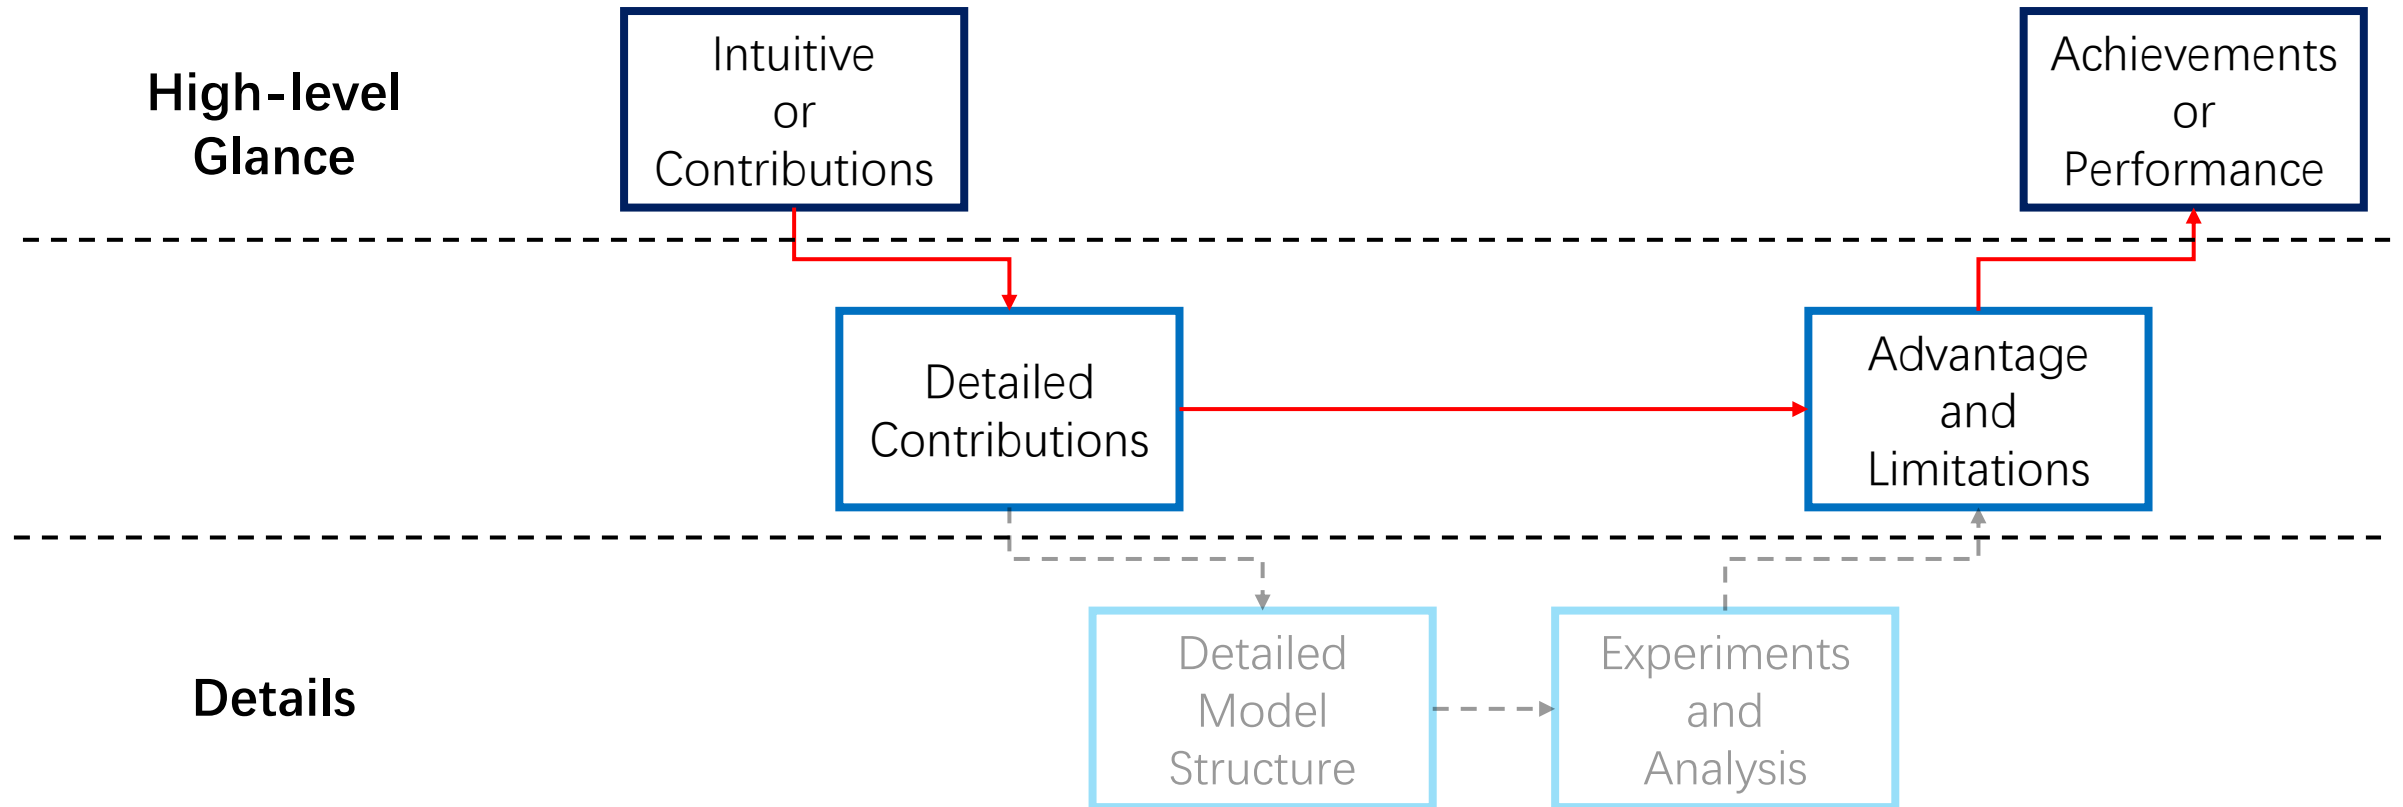 High-level
Glance
Intuitive
or
Contributions
Achievements
or
Performance
Detailed
Contributions
Advantage
and
Limitations
Details
Detailed
Model
Structure
Experiments
and
Analysis